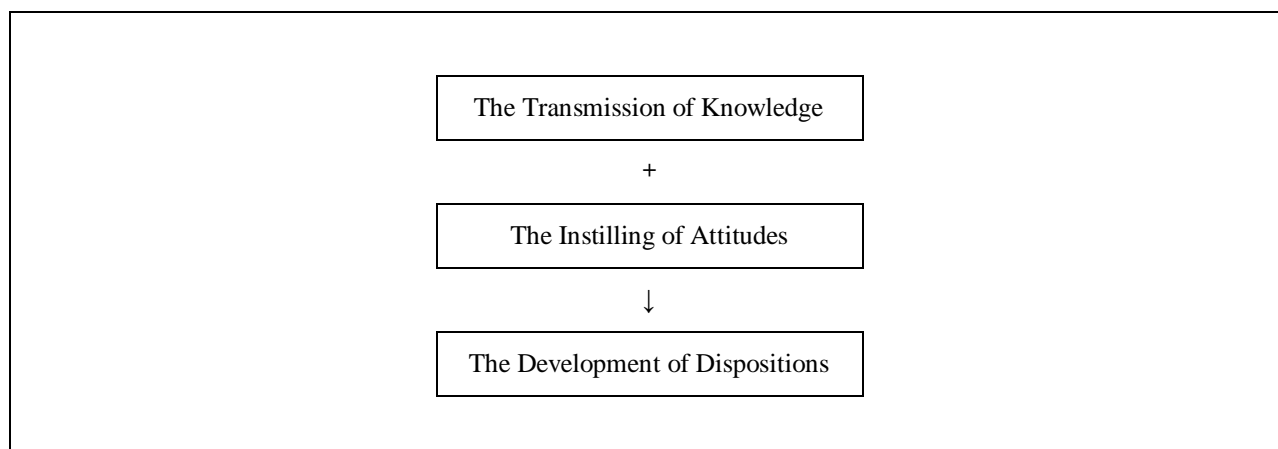 The Transmission of Knowledge
+
The Instilling of Attitudes
↓
The Development of Dispositions